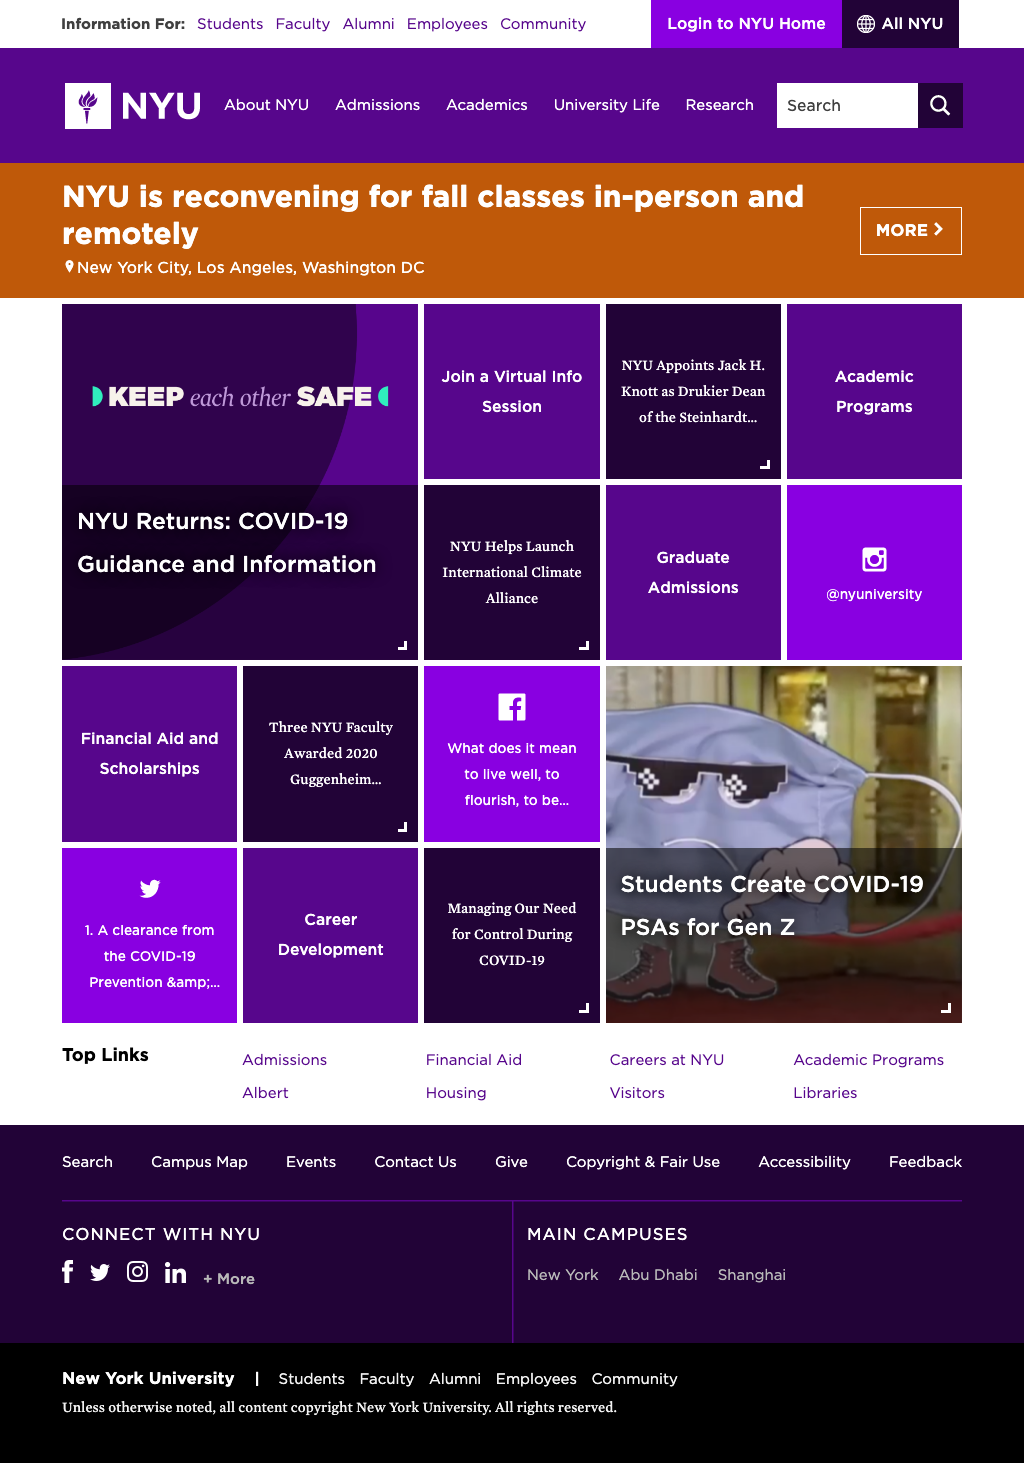 Information For: Students Faculty Alumni Employees Community
Login to NYU Home
All NYU
NYU
About NYU Admissions Academics University Life Research
Search
NYU is reconvening for fall classes in-person and
remotely
New York City, Los Angeles, Washington DC
MORE
KEEP each other SAFE
NYU Returns: COVID-19
Guidance and Information
Join a Virtual Info
Session
NYU Appoints Jack H.
Knott as Drukier Dean
of the Steinhardt...
Academic
Programs
NYU Helps Launch
International Climate
Alliance
Graduate
Admissions
@nyuniversity
Financial Aid and
Scholarships
Three NYU Faculty
Awarded 2020
Guggenheim...
What does it mean
to live well, to
flourish, to be...
Students Create COVID-19
PSAs for Gen Z
1. A clearance from
the COVID-19
Prevention &amp;...
Career
Development
Managing Our Need
for Control During
COVID-19
Top Links
Admissions Financial Aid Careers at NYU Academic Programs
Albert Housing Visitors Libraries
Search Campus Map Events Contact Us Give Copyright & Fair Use Accessibility Feedback
CONNECT WITH NYU
+ More
MAIN CAMPUSES
New York Abu Dhabi Shanghai
New York University | Students Faculty Alumni Employees Community
Unless otherwise noted, all content copyright New York University. All rights reserved.